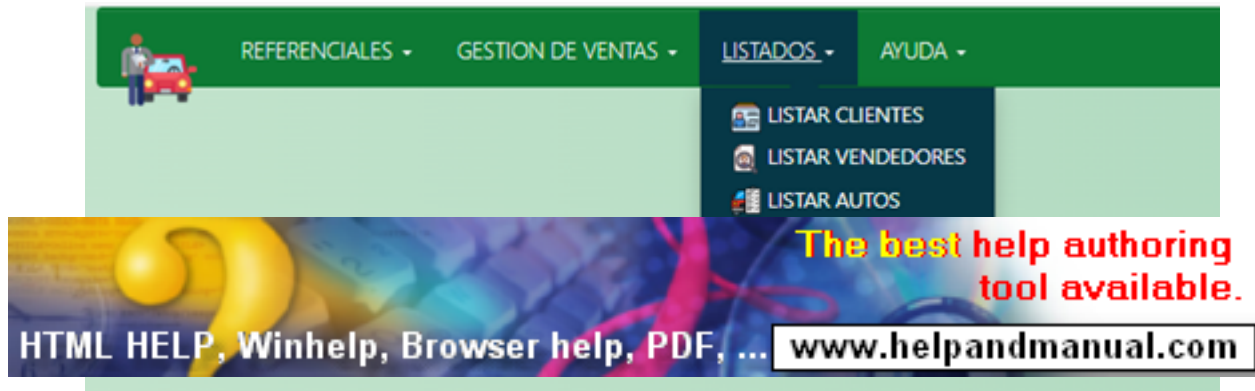 REFERENCIALES GESTION DE VENTAS LISTADOS AYUDA
LISTAR CLIENTES
LISTAR VENDEDORES
LISTAR AUTOS
The best help authoring
tool available.
HTML HELP, Winhelp, Browser help, PDF, ... www.helpandmanual.com